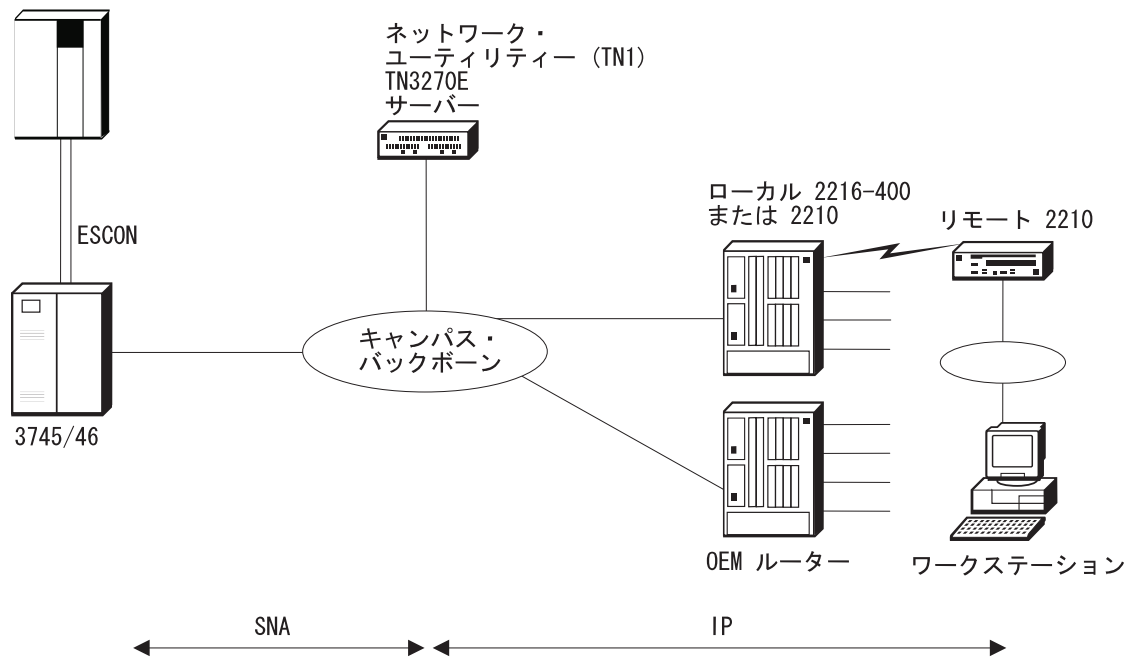 ネットワーク・
ユーティリティー (TN1)
TN3270E
サーバー
ローカル 2216-400
または 2210
リモート 2210
ESCON
キャンパス・
バックボーン
3745/46
OEM ルーター
ワークステーション
SNA
IP